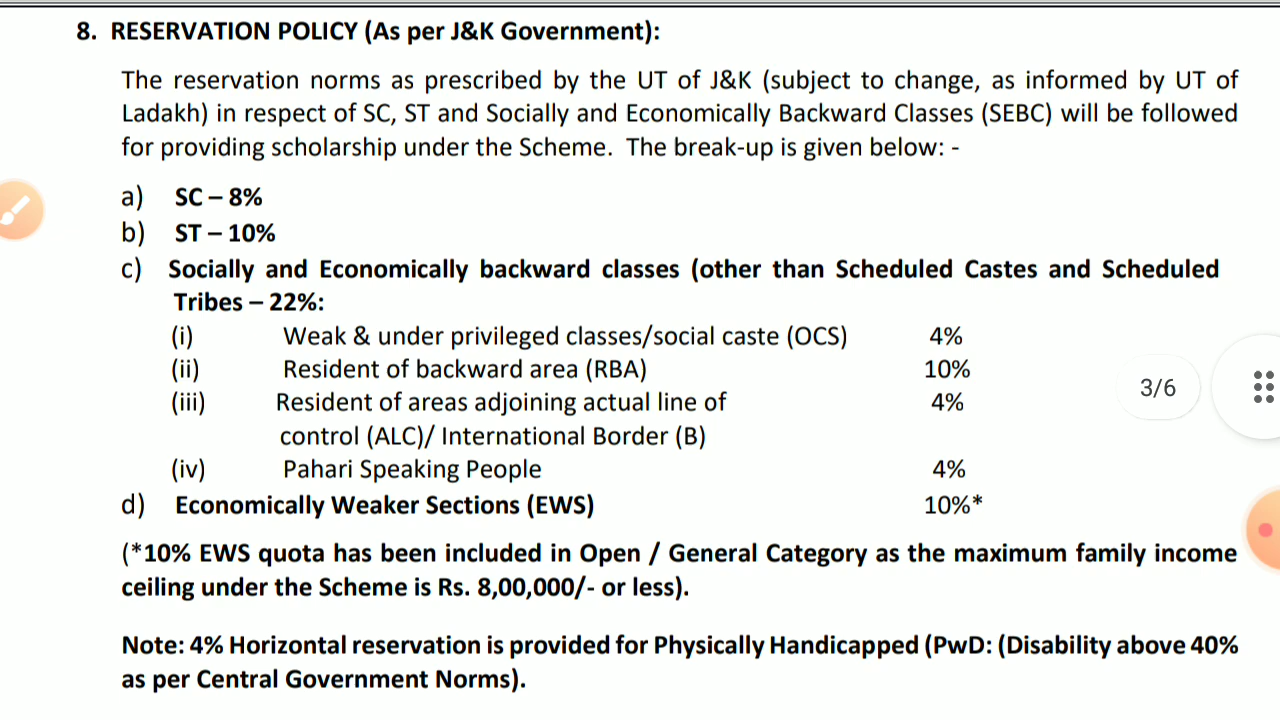 8. RESERVATION POLICY (As per J&K Government):
The reservation norms as prescribed by the UT of J&K (subject to change, as informed by UT of
Ladakh) in respect of SC, ST and Socially and Economically Backward Classes (SEBC) will be followed
for providing scholarship under the Scheme. The break-up is given below: -
a) SC – 8%
b) ST – 10%
c) Socially and Economically backward classes (other than Scheduled Castes and Scheduled
Tribes – 22%:
(i) Weak & under privileged classes/social caste (OCS) 4%
(ii) Resident of backward area (RBA) 10%
(iii) Resident of areas adjoining actual line of 4%
control (ALC)/ International Border (B)
(iv) Pahari Speaking People 4%
d) Economically Weaker Sections (EWS) 10%*
(*10% EWS quota has been included in Open / General Category as the maximum family income
ceiling under the Scheme is Rs. 8,00,000/- or less).
Note: 4% Horizontal reservation is provided for Physically Handicapped (PwD: (Disability above 40%
as per Central Government Norms).
3/6